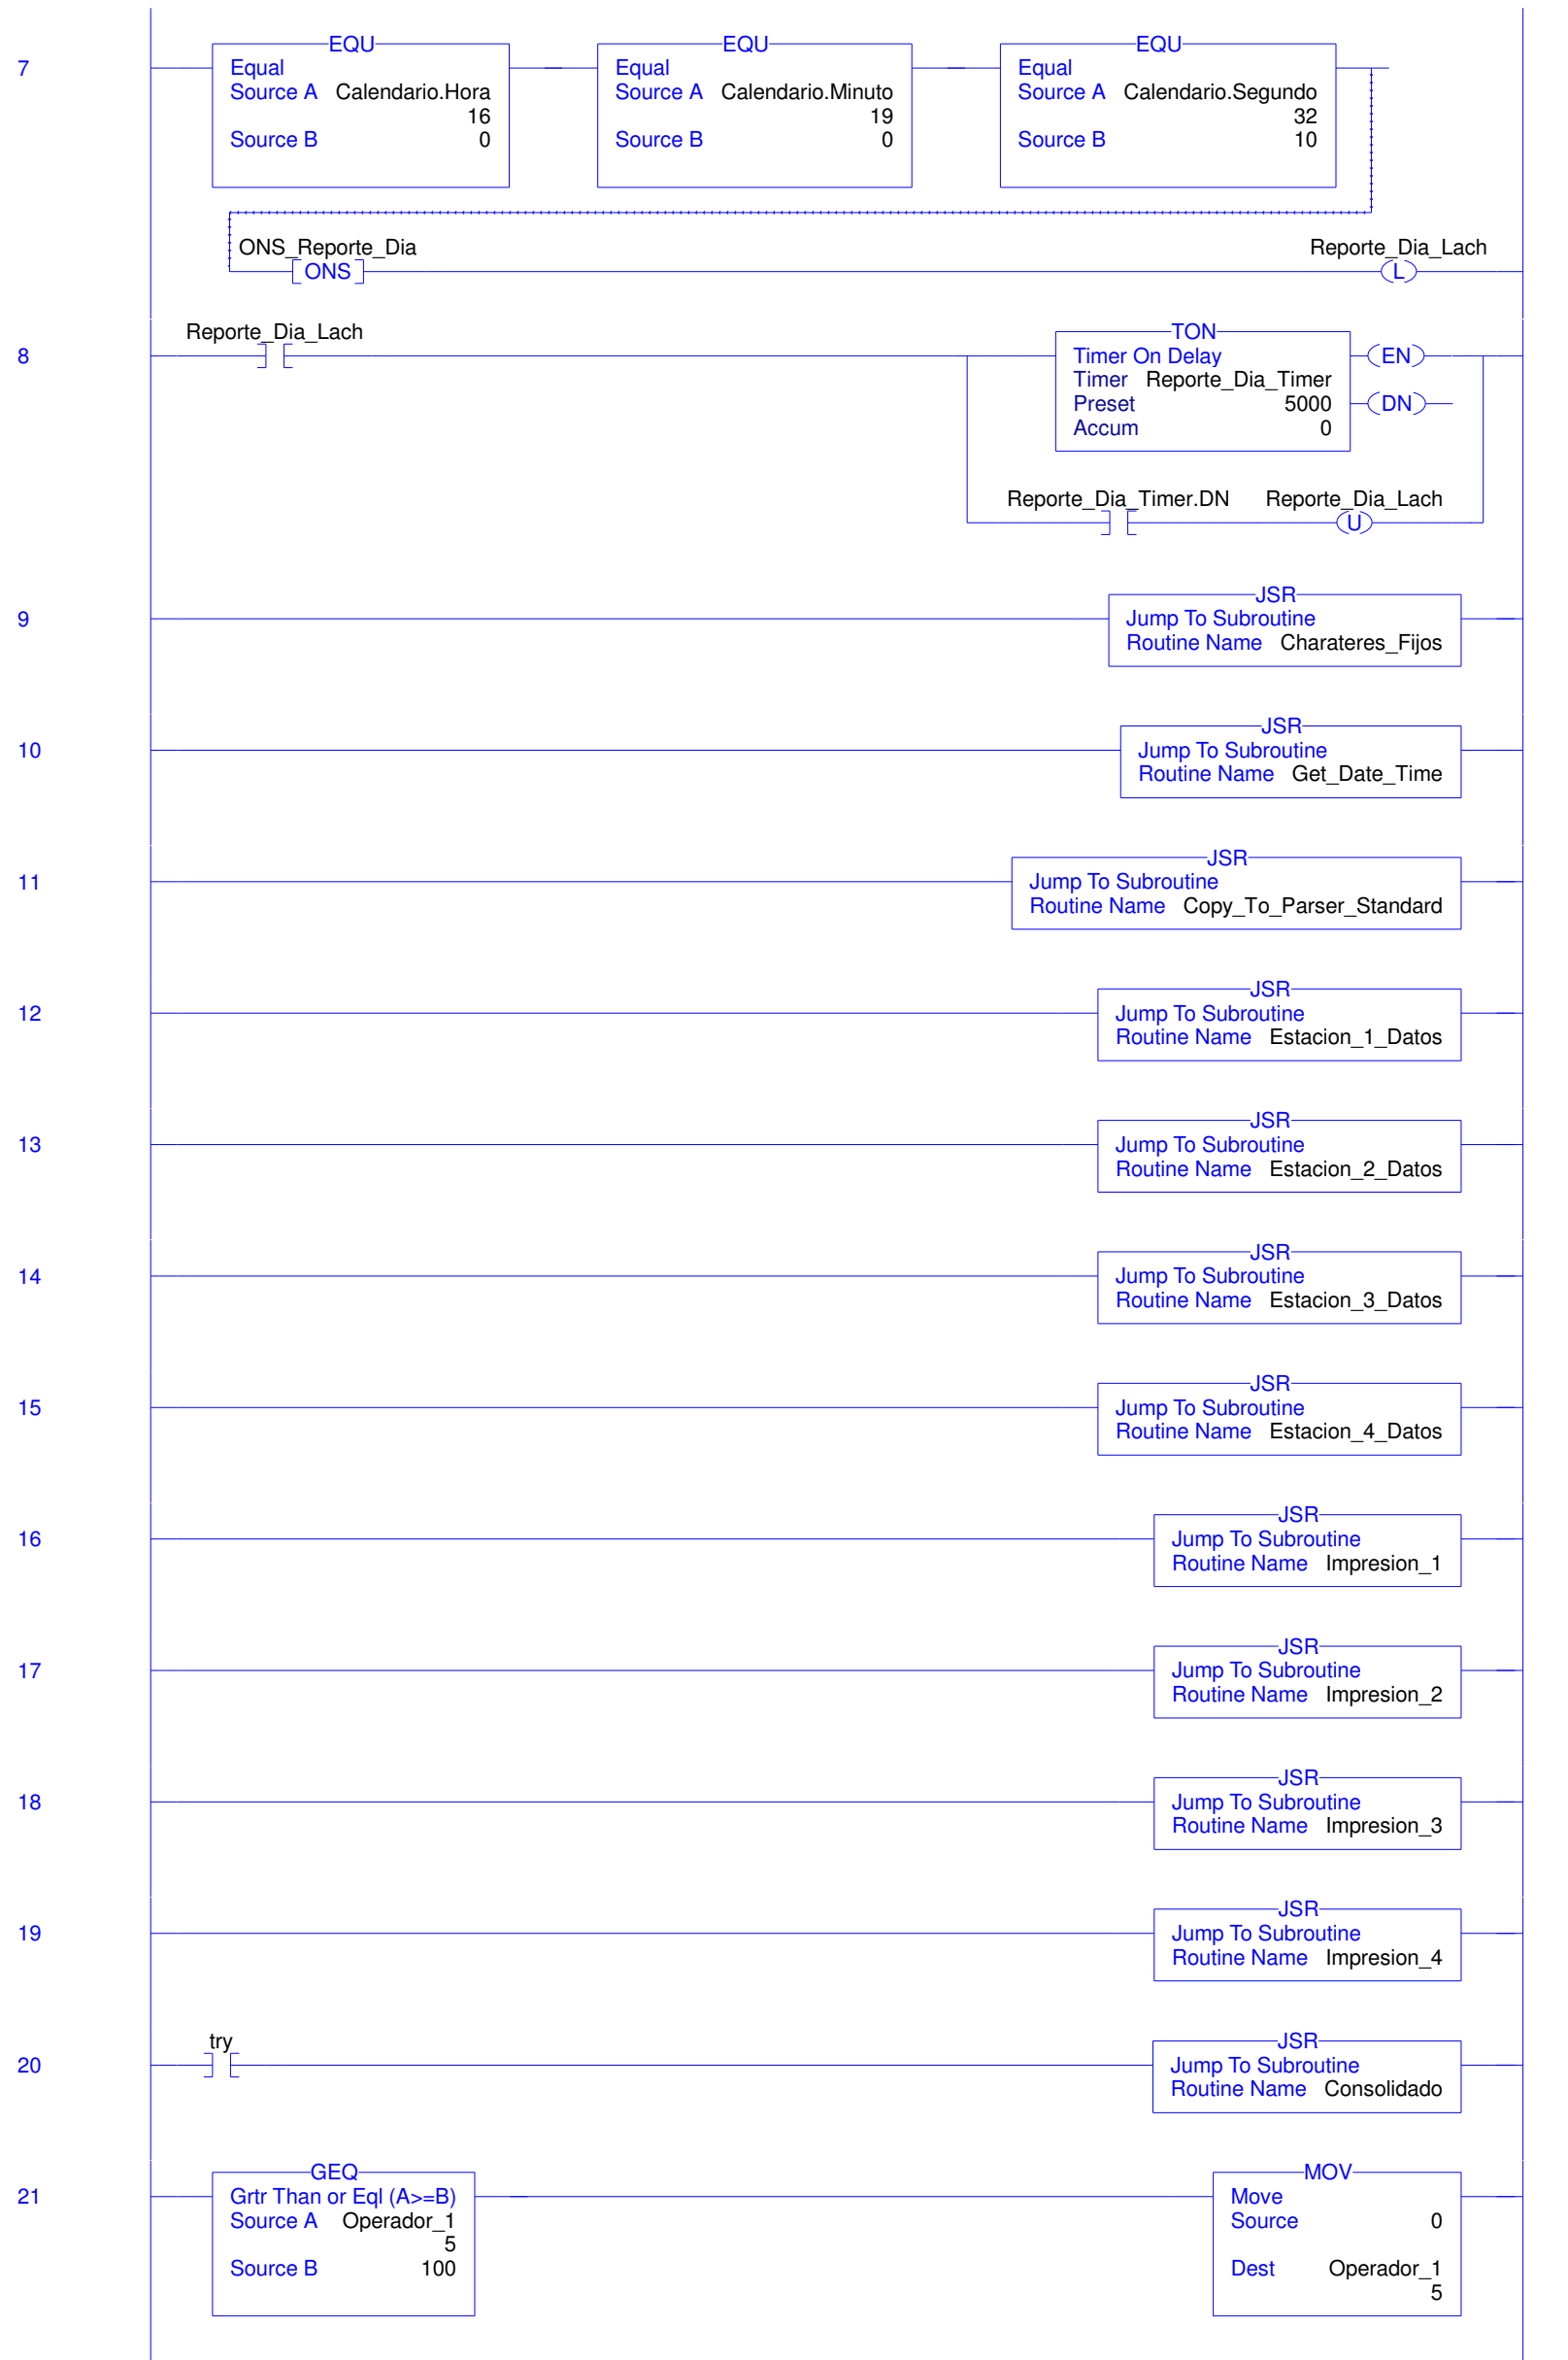 7
EQU
Equal
Source A Calendario.Hora
16
Source B 0
EQU
Equal
Source A Calendario.Minuto
19
Source B 0
EQU
Equal
Source A Calendario.Segundo
32
Source B 10
ONS_Reporte_Dia
ONS
Reporte_Dia_Lach
L
8
Reporte_Dia_Lach
TON
Timer On Delay
Timer Reporte_Dia_Timer
Preset 5000
Accum 0
EN
DN
Reporte_Dia_Timer.DN
Reporte_Dia_Lach
U
9
JSR
Jump To Subroutine
Routine Name Charateres_Fijos
10
JSR
Jump To Subroutine
Routine Name Get_Date_Time
11
JSR
Jump To Subroutine
Routine Name Copy_To_Parser_Standard
12
JSR
Jump To Subroutine
Routine Name Estacion_1_Datos
13
JSR
Jump To Subroutine
Routine Name Estacion_2_Datos
14
JSR
Jump To Subroutine
Routine Name Estacion_3_Datos
15
JSR
Jump To Subroutine
Routine Name Estacion_4_Datos
16
JSR
Jump To Subroutine
Routine Name Impresion_1
17
JSR
Jump To Subroutine
Routine Name Impresion_2
18
JSR
Jump To Subroutine
Routine Name Impresion_3
19
JSR
Jump To Subroutine
Routine Name Impresion_4
20
try
JSR
Jump To Subroutine
Routine Name Consolidado
21
GEQ
Grtr Than or Eql (A>=B)
Source A Operador_1
5
Source B 100
MOV
Move
Source 0
Dest Operador_1
5